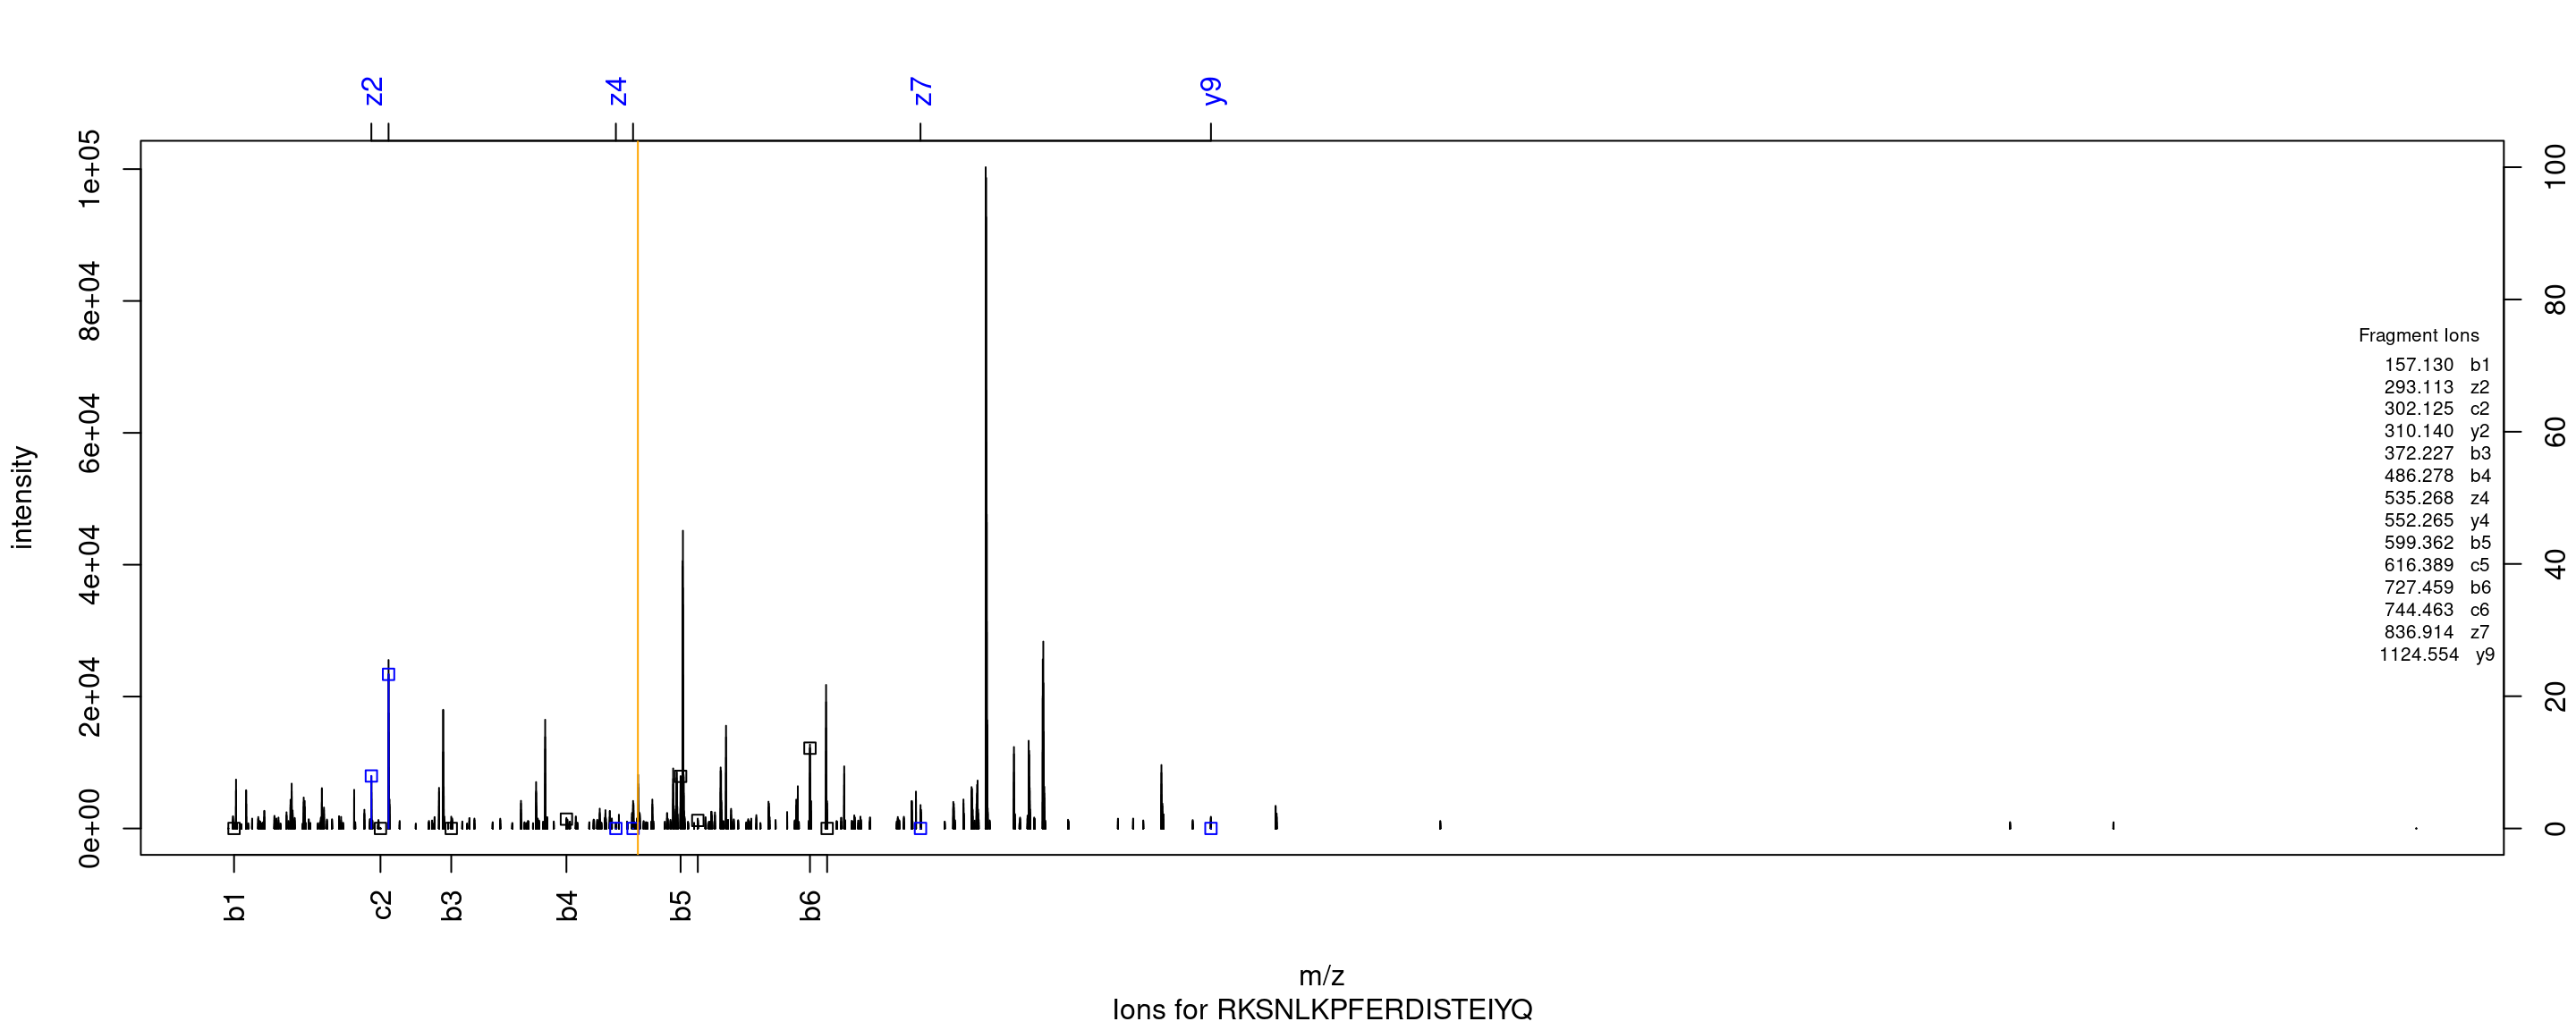 z2 z4 z7 y9
1e+05 100
8e+04 80
6e+04 60
4e+04 40
2e+04 20
0e+00 0
intensity
Fragment Ions
157.130 b1
293.113 z2
302.125 c2
310.140 y2
372.227 b3
486.278 b4
535.268 z4
552.265 y4
599.362 b5
616.389 c5
727.459 b6
744.463 c6
836.914 z7
1124.554 y9
b1 c2 b3 b4 b5 b6
m/z
Ions for RKSNLKPFERDISTEIYQ